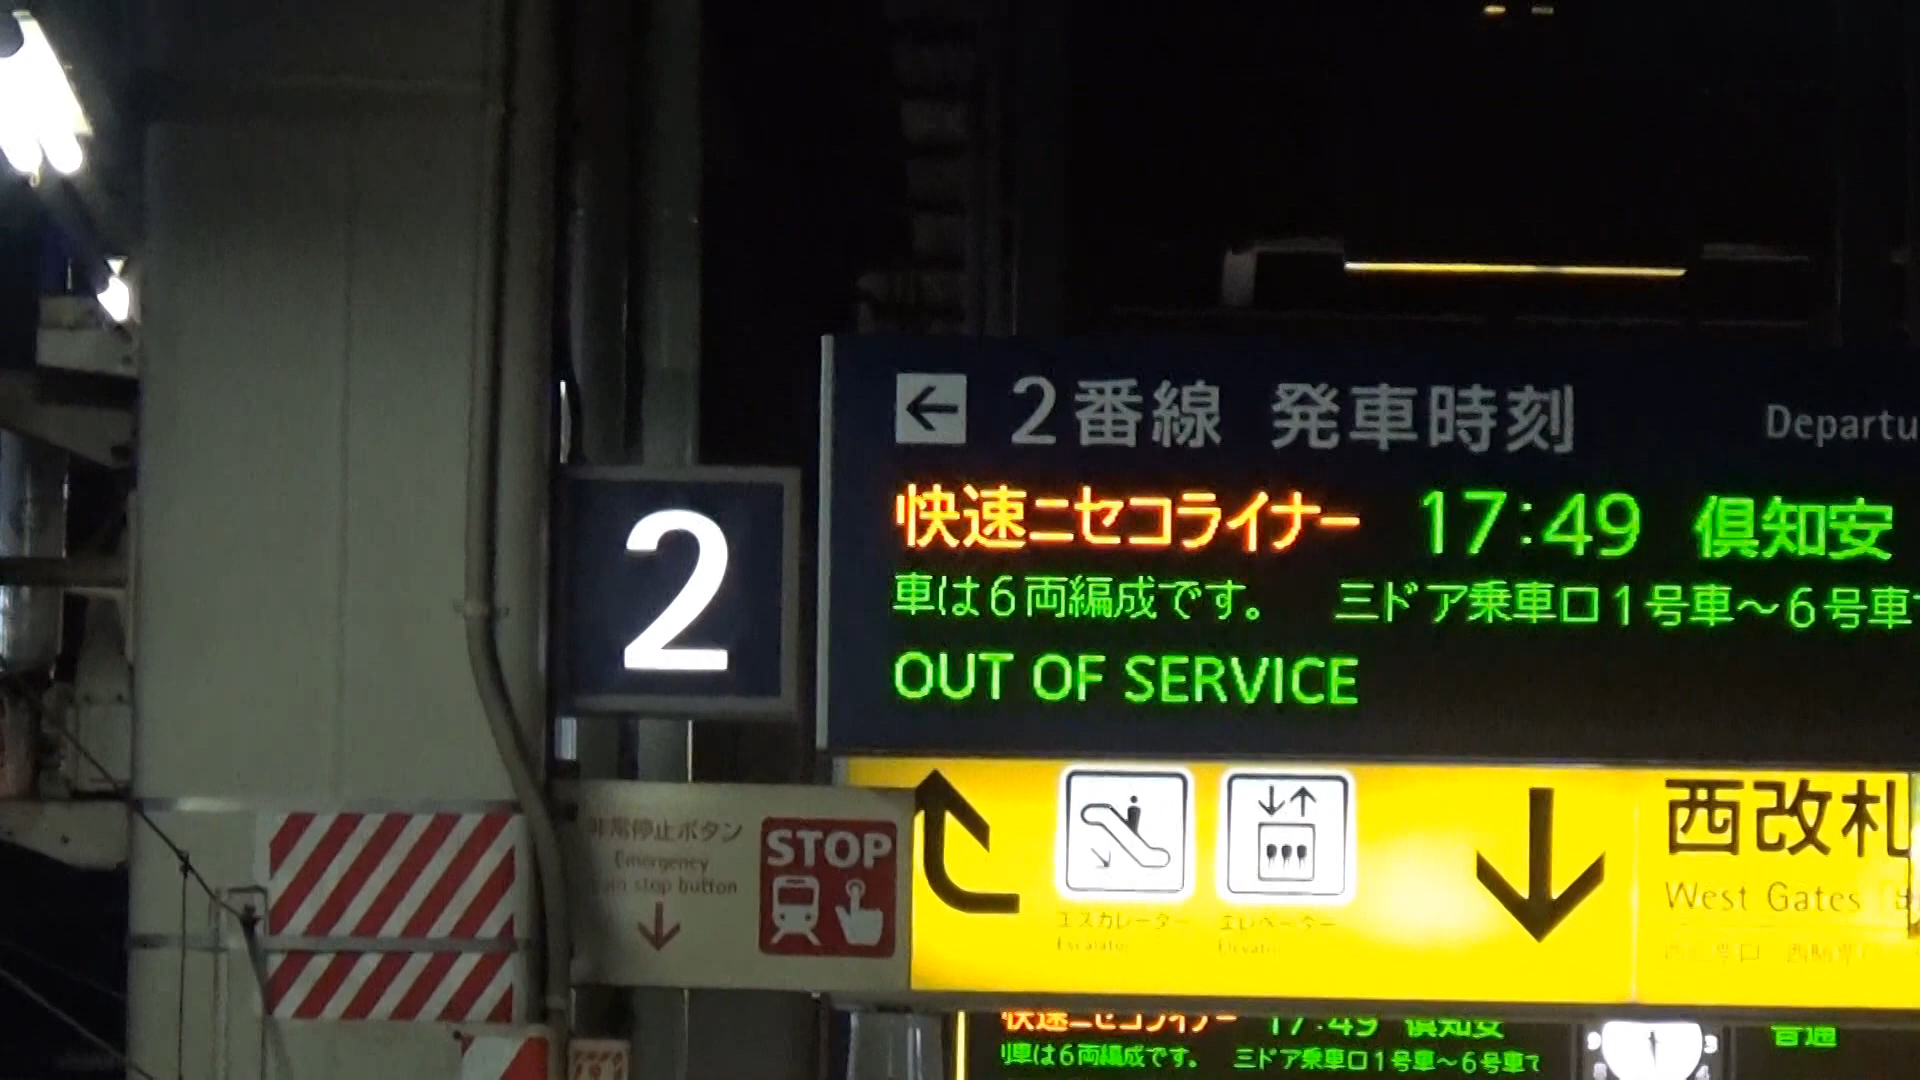 2番線 発車時刻 Departu
快速ニセコライナー 17:49 倶知安
車は6両編成です。 三ドア乗車口1号車～6号車で
OUT OF SERVICE
2
非常停止ボタン
Emergency
stop button
STOP
エスカレーター
Escalator
エレベーター
Elevator
西改札
West Gates
快速ニセコライナー 17:49 倶知安
車は6両編成です。 三ドア乗車口1号車～6号車で
普通